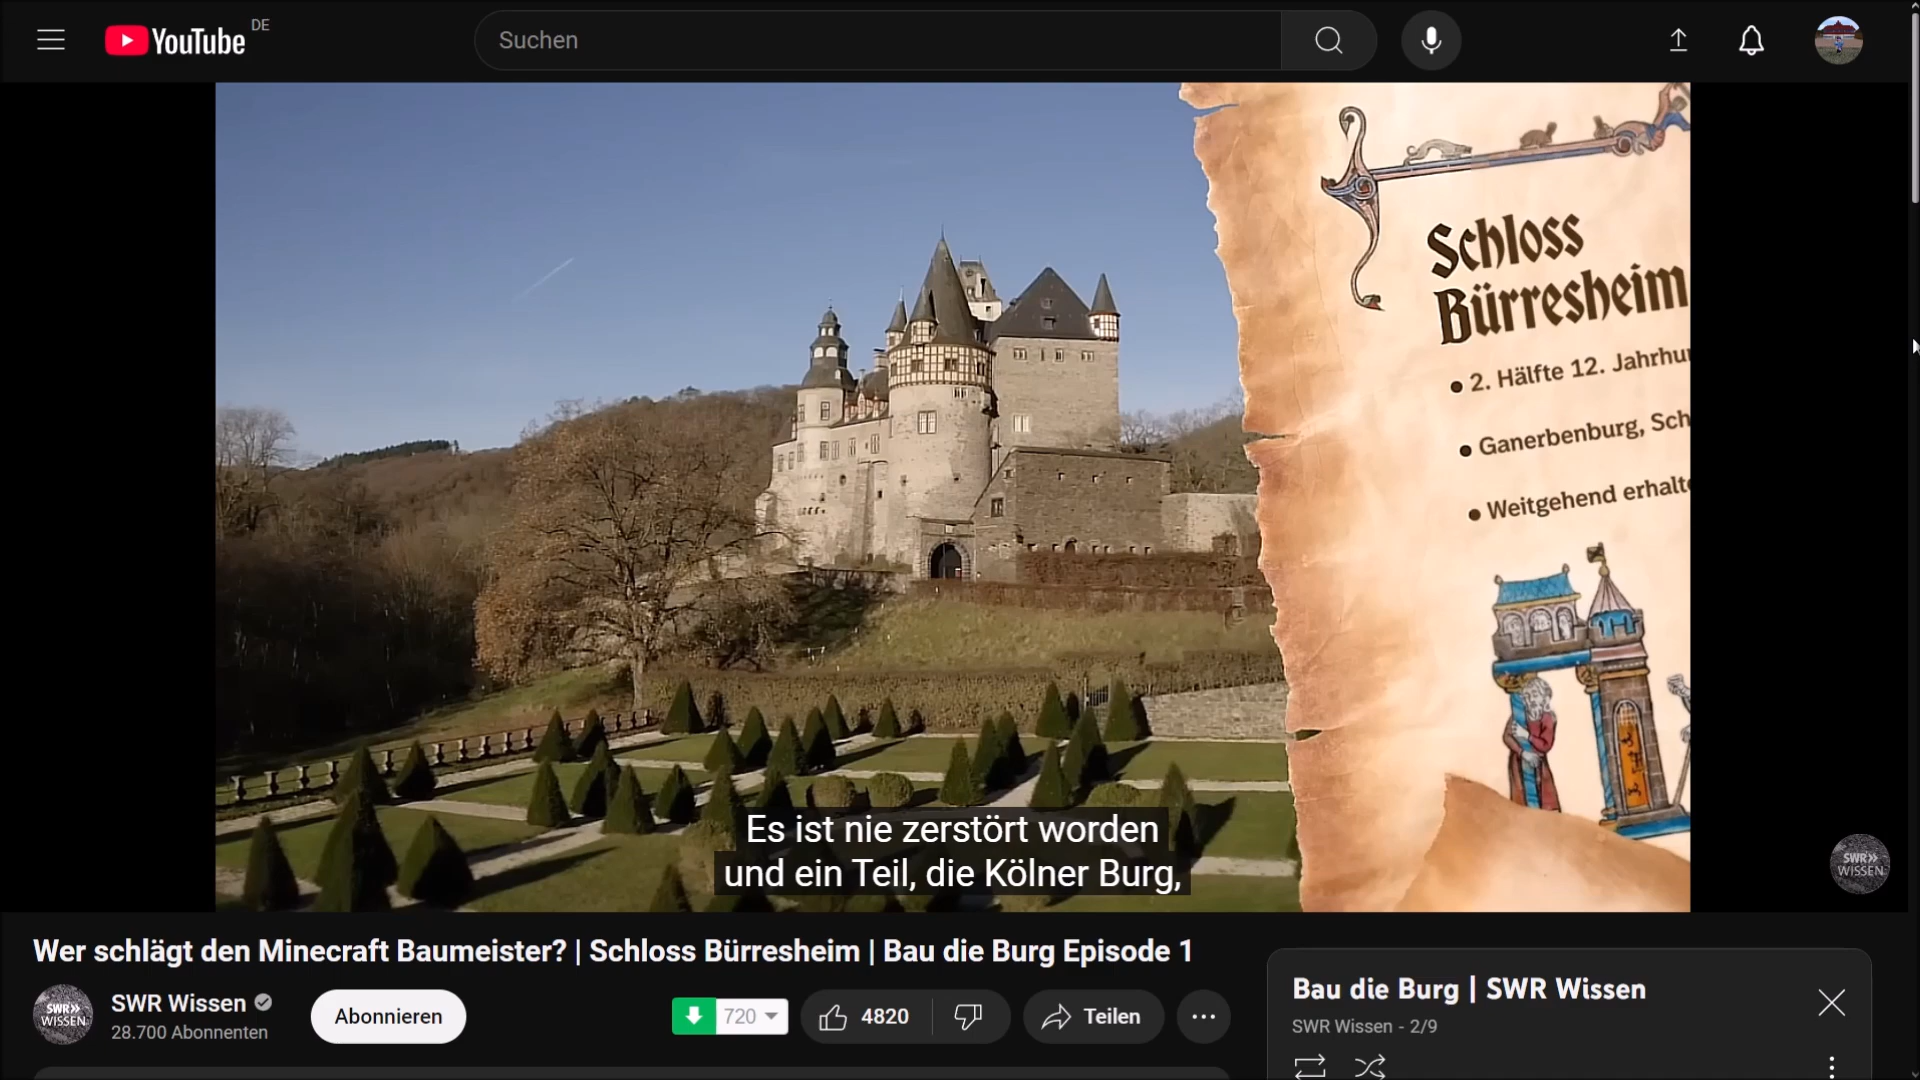 YouTube DE
Suchen
Schloss
Bürresheim
• 2. Hälfte 12. Jahrhu
• Ganerbenburg, Sch
• Weitgehend erhalt
Es ist nie zerstört worden
und ein Teil, die Kölner Burg,
SWR»
WISSEN
Wer schlägt den Minecraft Baumeister? | Schloss Bürresheim | Bau die Burg Episode 1
SWR»
WISSEN
SWR Wissen
28.700 Abonnenten
Abonnieren
720
4820
Teilen
Bau die Burg | SWR Wissen
SWR Wissen - 2/9